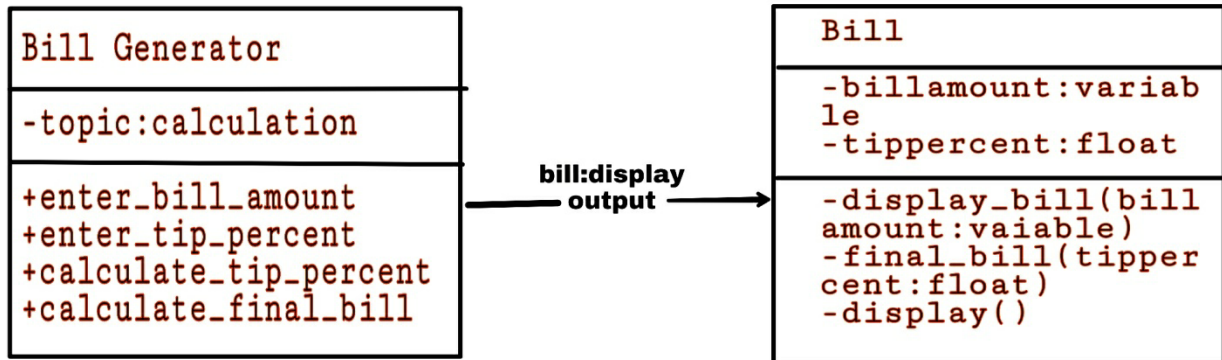 Bill Generator
-topic:calculation
+enter_bill_amount
+enter_tip_percent
+calculate_tip_percent
+calculate_final_bill
bill:display
output
Bill
-billamount:variab
le
-tippercent:float
-display_bill(bill
amount:vaiable)
-final_bill(tipper
cent:float)
-display()